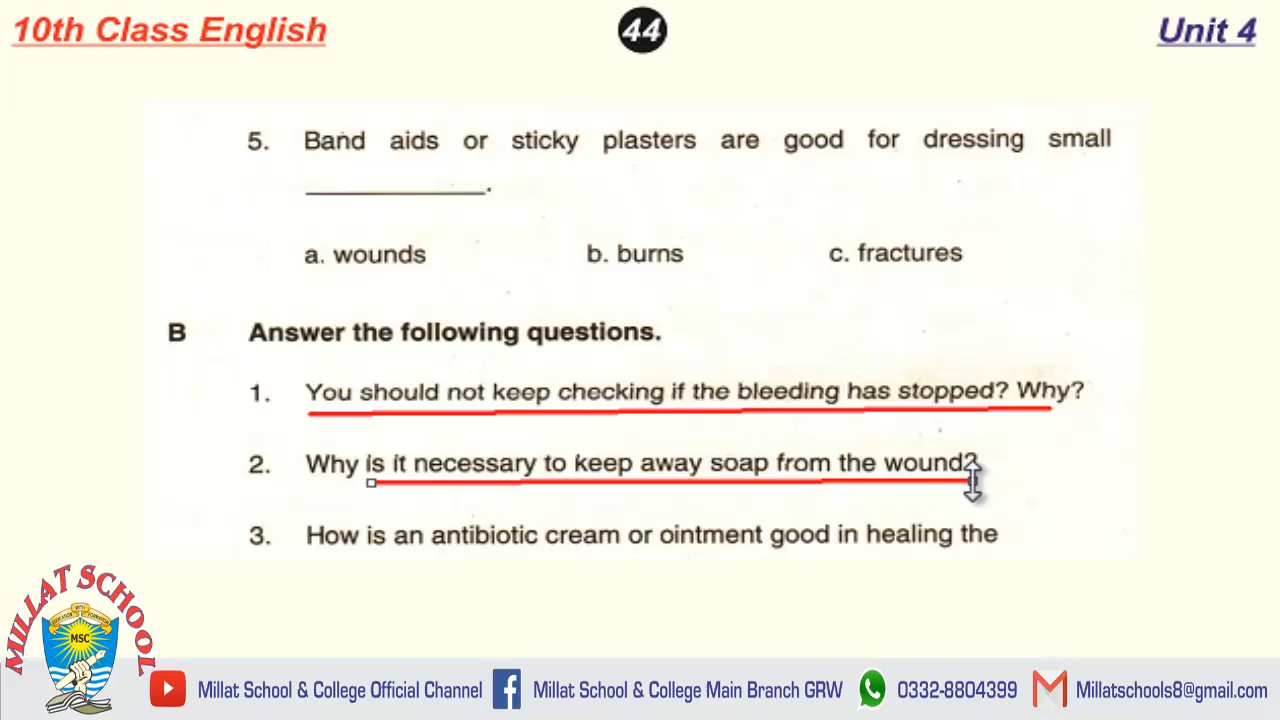 10th Class English
44
Unit 4
5. Band aids or sticky plasters are good for dressing small
____________.
a. wounds b. burns c. fractures
B Answer the following questions.
1. You should not keep checking if the bleeding has stopped? Why?
2. Why is it necessary to keep away soap from the wound?
3. How is an antibiotic cream or ointment good in healing the
MILLAT SCHOOL
MSC
Millat School & College Official Channel
Millat School & College Main Branch GRW
0332-8804399
Millatschools8@gmail.com